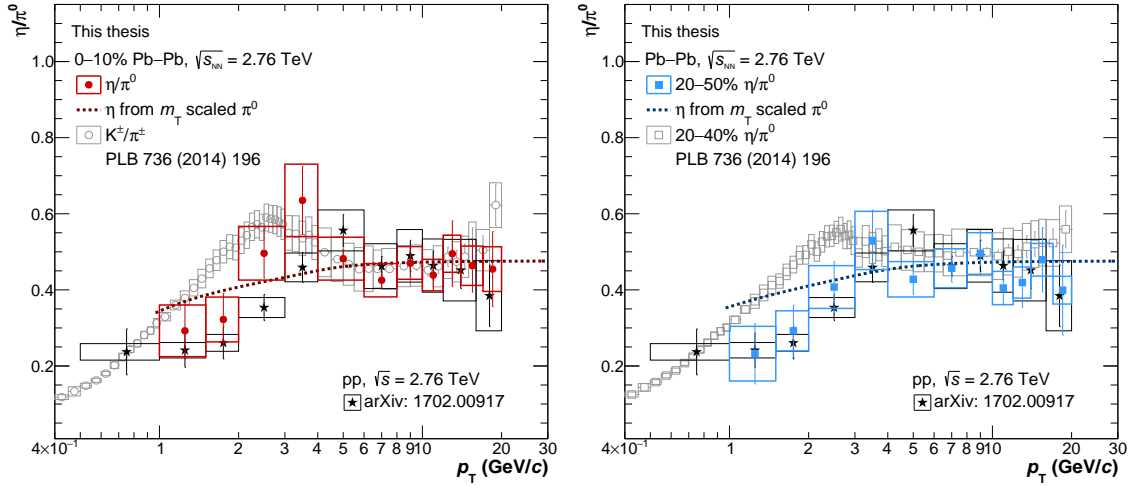 η/π⁰
This thesis
0–10% Pb–Pb, √s_NN = 2.76 TeV
η/π⁰
η from m_T scaled π⁰
K±/π±
PLB 736 (2014) 196
pp, √s = 2.76 TeV
arXiv: 1702.00917
1.0
0.8
0.6
0.4
0.2
4×10⁻¹ 1 2 3 4 5 6 7 8 910 20 30
p_T (GeV/c)
η/π⁰
This thesis
Pb–Pb, √s_NN = 2.76 TeV
20–50% η/π⁰
η from m_T scaled π⁰
20–40% η/π⁰
PLB 736 (2014) 196
pp, √s = 2.76 TeV
arXiv: 1702.00917
1.0
0.8
0.6
0.4
0.2
4×10⁻¹ 1 2 3 4 5 6 7 8 910 20 30
p_T (GeV/c)